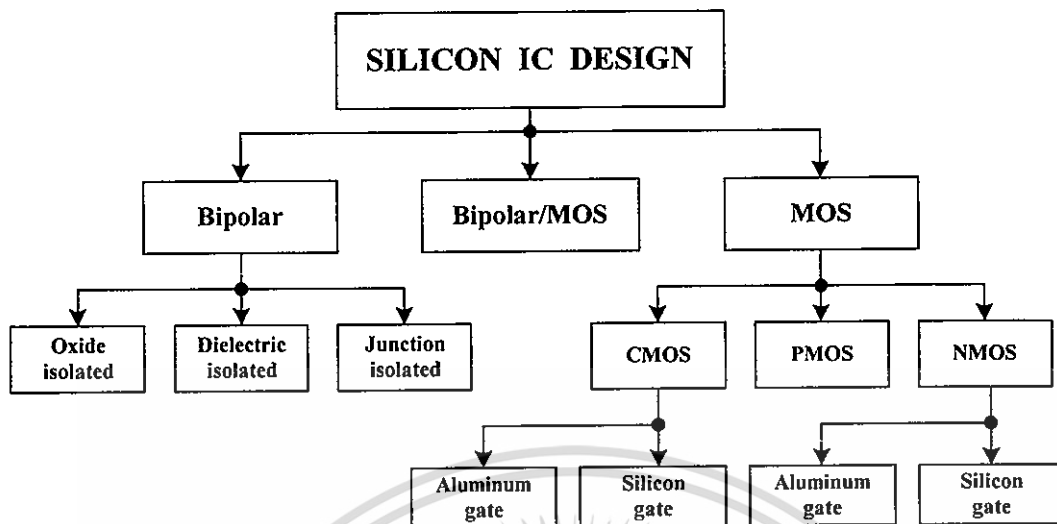 SILICON IC DESIGN
Bipolar
Bipolar/MOS
MOS
Oxide
isolated
Dielectric
isolated
Junction
isolated
CMOS
PMOS
NMOS
Aluminum
gate
Silicon
gate
Aluminum
gate
Silicon
gate